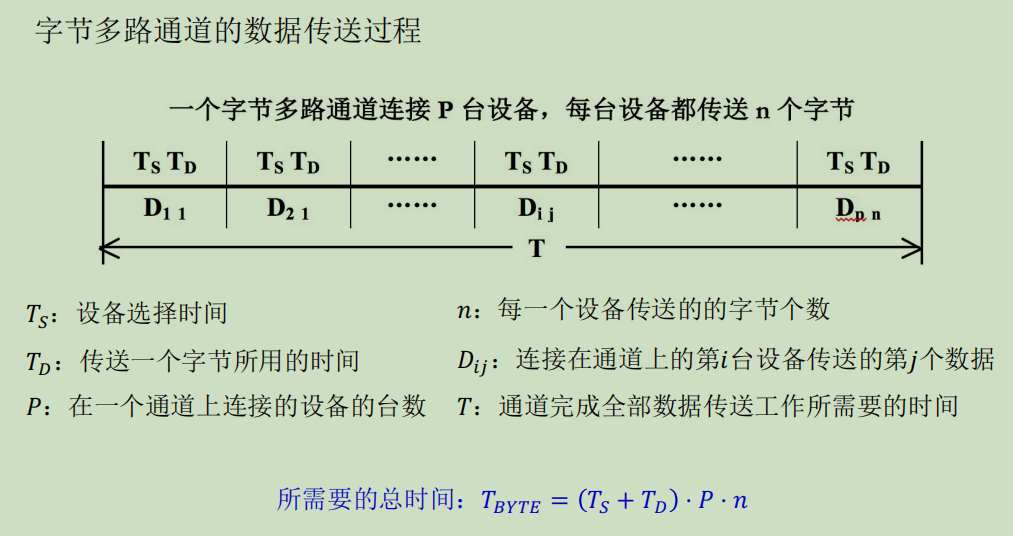 字节多路通道的数据传送过程
一个字节多路通道连接 P 台设备，每台设备都传送 n 个字节
T_S T_D T_S T_D …… T_S T_D …… T_S T_D
D_{1 1} D_{2 1} …… D_{i j} …… D_{p n}
T
T_S：设备选择时间 n：每一个设备传送的的字节个数
T_D：传送一个字节所用的时间 D_{ij}：连接在通道上的第i台设备传送的第j个数据
P：在一个通道上连接的设备的台数 T：通道完成全部数据传送工作所需要的时间
所需要的总时间：T_{BYTE} = (T_S + T_D) · P · n